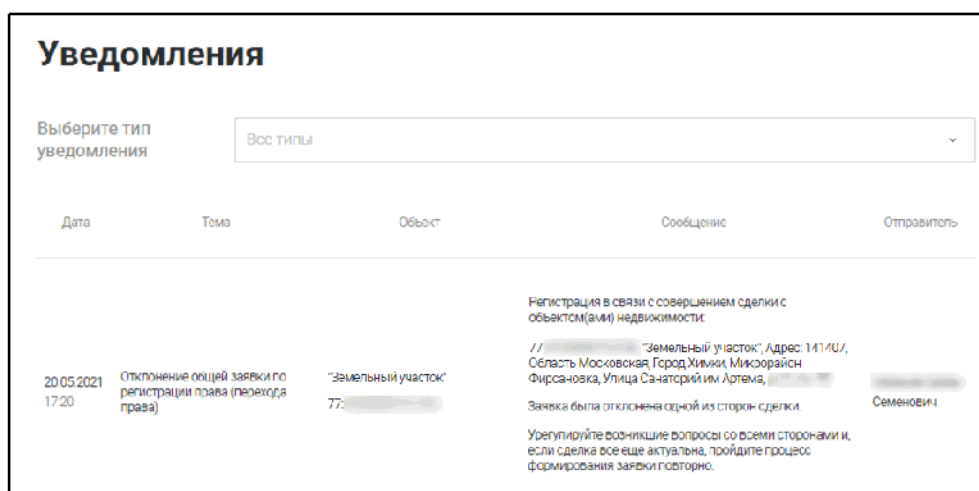 Уведомления
Выберите тип
уведомления
Все типы
Дата Тема Объект Сообщение Отправитель
20.05.2021
17:20
Отклонение общей заявки по
регистрации права (перехода
права)
"Земельный участок"
77:
Регистрация в связи с совершением сделки с
объектом(ами) недвижимости:
77 "Земельный участок", Адрес: 141407,
Область Московская, Город Химки, Микрорайон
Фирсановка, Улица Санаторий им Артема,
Заявка была отклонена одной из сторон сделки.
Урегулируйте возникшие вопросы со всеми сторонами и,
если сделка все еще актуальна, пройдите процесс
формирования заявки повторно.
Семенович